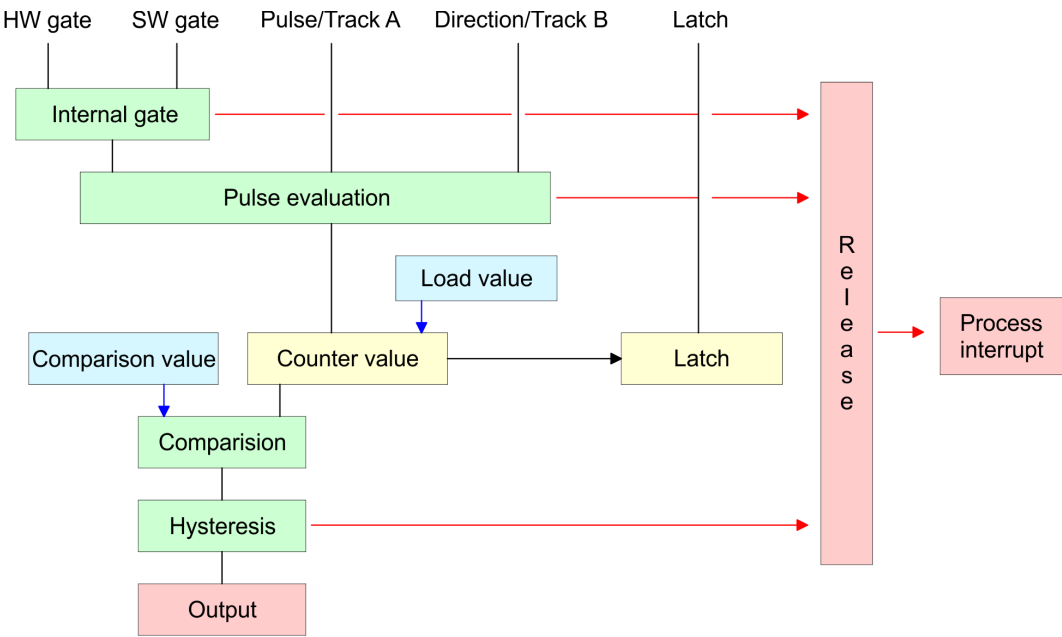 HW gate
SW gate
Pulse/Track A
Direction/Track B
Latch
Internal gate
Pulse evaluation
Load value
Comparison value
Counter value
Latch
Release
Process
interrupt
Comparision
Hysteresis
Output